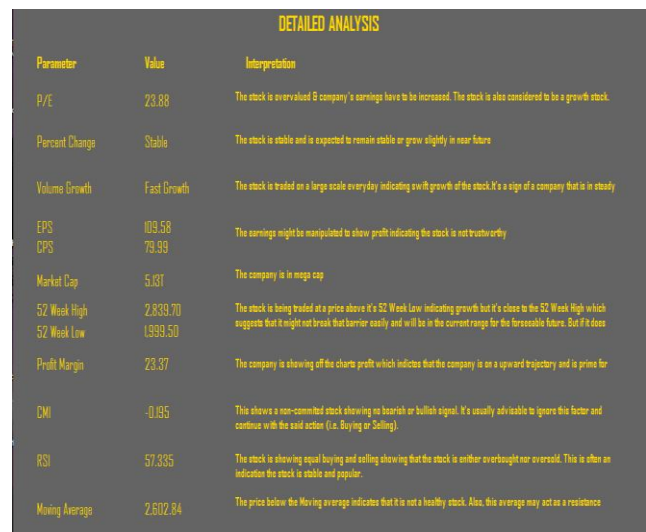 DETAILED ANALYSIS
Parameter Value Interpretation
P/E 23.88 The stock is overvalued & company's earnings have to be increased. The stock is also considered to be a growth stock.
Percent Change Stable The stock is stable and is expected to remain stable or grow slightly in near future
Volume Growth Fast Growth The stock is traded on a large scale everyday indicating swift growth of the stock.It's a sign of a company that is in steady
EPS 109.58
CPS 79.99
The earnings might be manipulated to show profit indicating the stock is not trustworthy
Market Cap 5.13T The company is in mega cap
52 Week High 2,839.70
52 Week Low 1,999.50
The stock is being traded at a price above it's 52 Week Low indicating growth but it's close to the 52 Week High which
suggests that it might not break that barrier easily and will be in the current range for the forseeable future. But if it does
Profit Margin 23.37 The company is showing off the charts profit which indictes that the company is on a upward trajectory and is prime for
CMI -0.195 This shows a non-commited stock showing no bearish or bullish signal. It's usually advisable to ignore this factor and
continue with the said action (i.e. Buying or Selling).
RSI 57.335 The stock is showing equal buying and selling showing that the stock is enither overbought nor oversold. This is often an
indication the stock is stable and popular.
Moving Average 2,602.84 The price below the Moving average indicates that it is not a healthy stock. Also, this average may act as a resistance